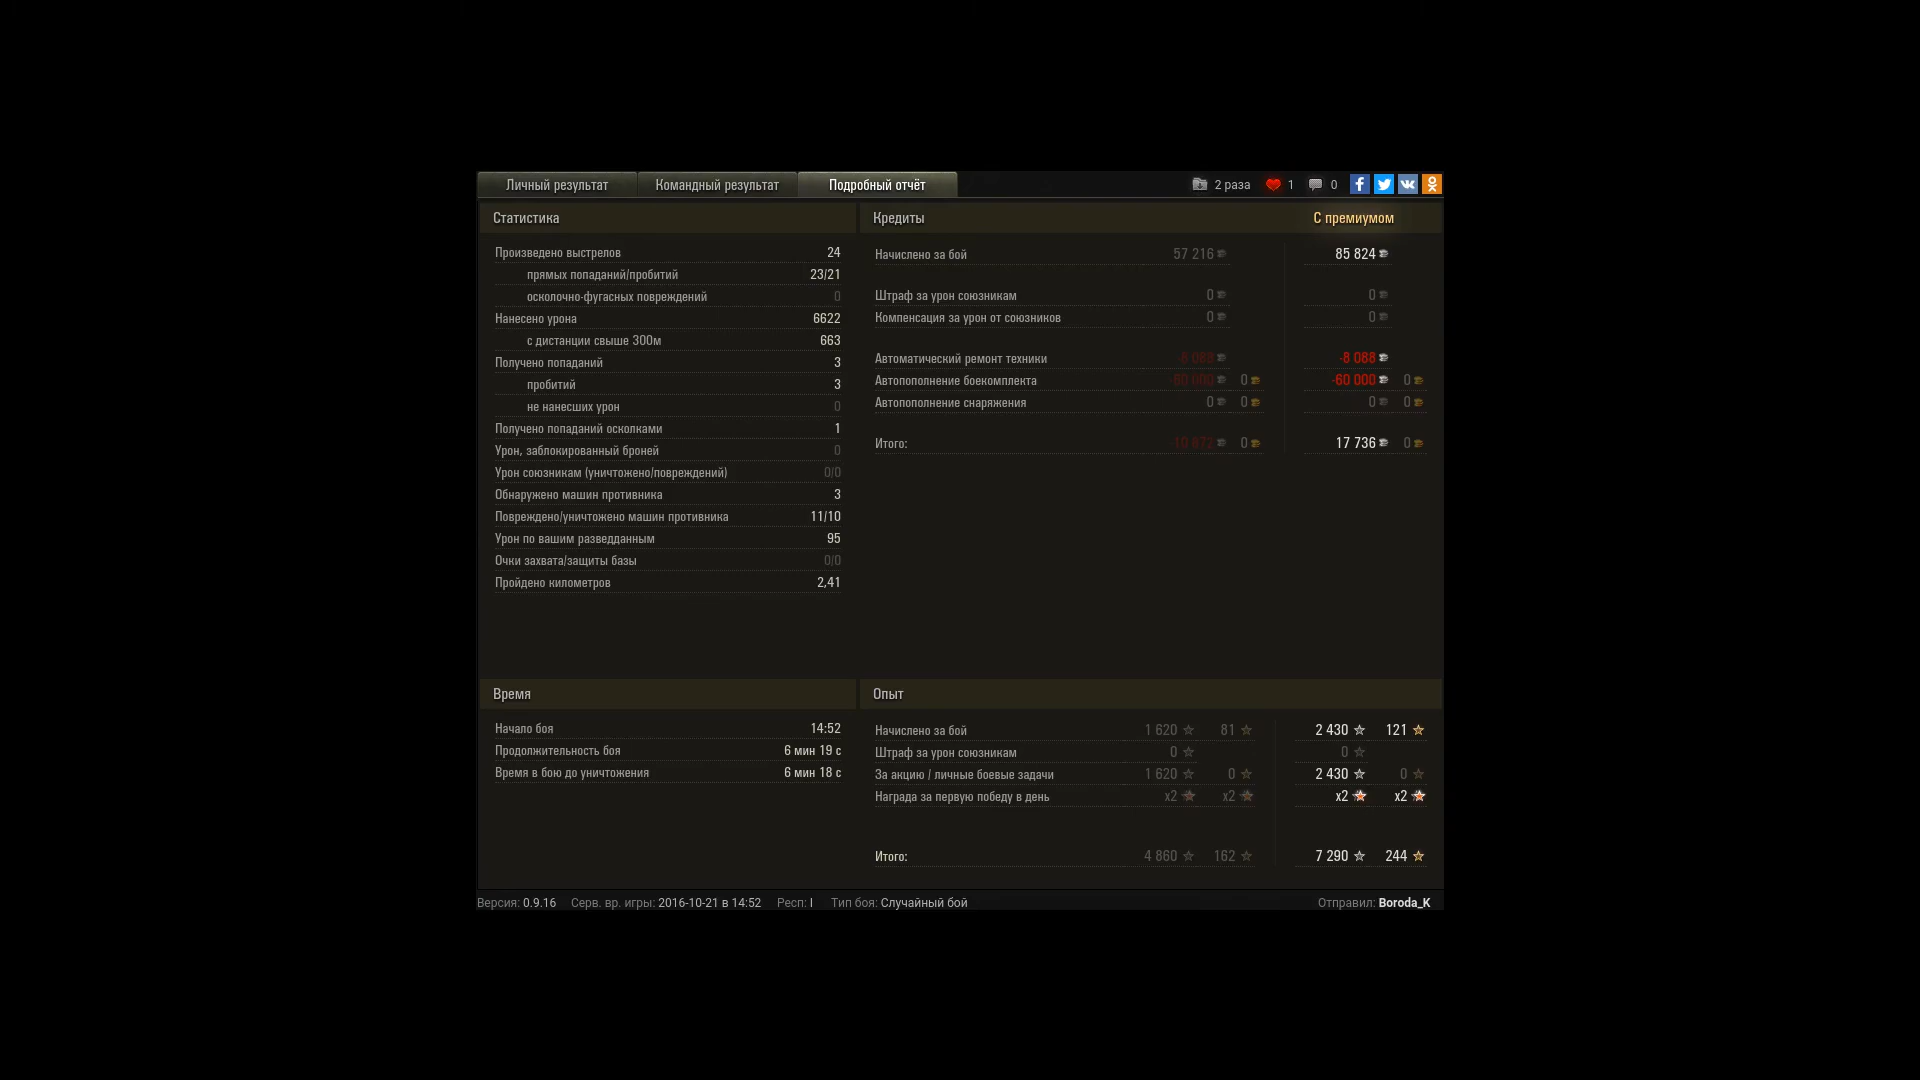 Личный результат Командный результат Подробный отчёт 2 раза 1 0
Статистика
Произведено выстрелов 24
прямых попаданий/пробитий 23/21
осколочно-фугасных повреждений 0
Нанесено урона 6622
с дистанции свыше 300м 663
Получено попаданий 3
пробитий 3
не нанесших урон 0
Получено попаданий осколками 1
Урон, заблокированный броней 0
Урон союзникам (уничтожено/повреждений) 0/0
Обнаружено машин противника 3
Повреждено/уничтожено машин противника 11/10
Урон по вашим разведданным 95
Очки захвата/защиты базы 0/0
Пройдено километров 2,41
Кредиты С премиумом
Начислено за бой 57 216 85 824
Штраф за урон союзникам 0 0
Компенсация за урон от союзников 0 0
Автоматический ремонт техники -8 088 -8 088
Автопополнение боекомплекта -60 000 0 -60 000 0
Автопополнение снаряжения 0 0 0 0
Итого: -10 872 0 17 736 0
Время
Начало боя 14:52
Продолжительность боя 6 мин 19 с
Время в бою до уничтожения 6 мин 18 с
Опыт
Начислено за бой 1 620 81 2 430 121
Штраф за урон союзникам 0 0
За акцию / личные боевые задачи 1 620 0 2 430 0
Награда за первую победу в день x2 x2 x2 x2
Итого: 4 860 162 7 290 244
Версия: 0.9.16 Серв. вр. игры: 2016-10-21 в 14:52 Респ: I Тип боя: Случайный бой Отправил: Boroda_K